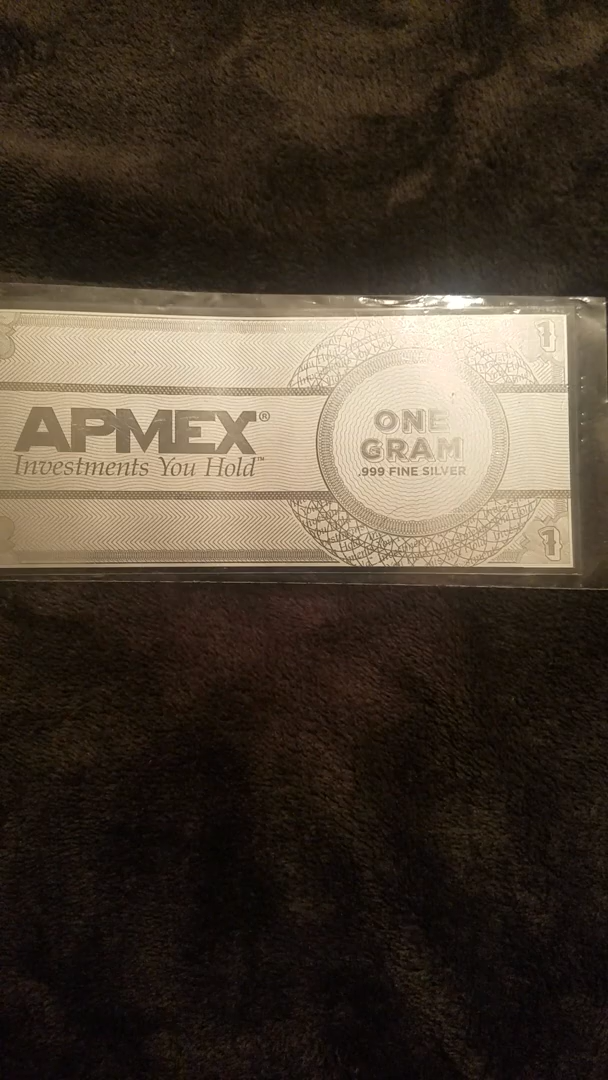 1
APMEX®
Investments You Hold™
ONE
GRAM
.999 FINE SILVER
1